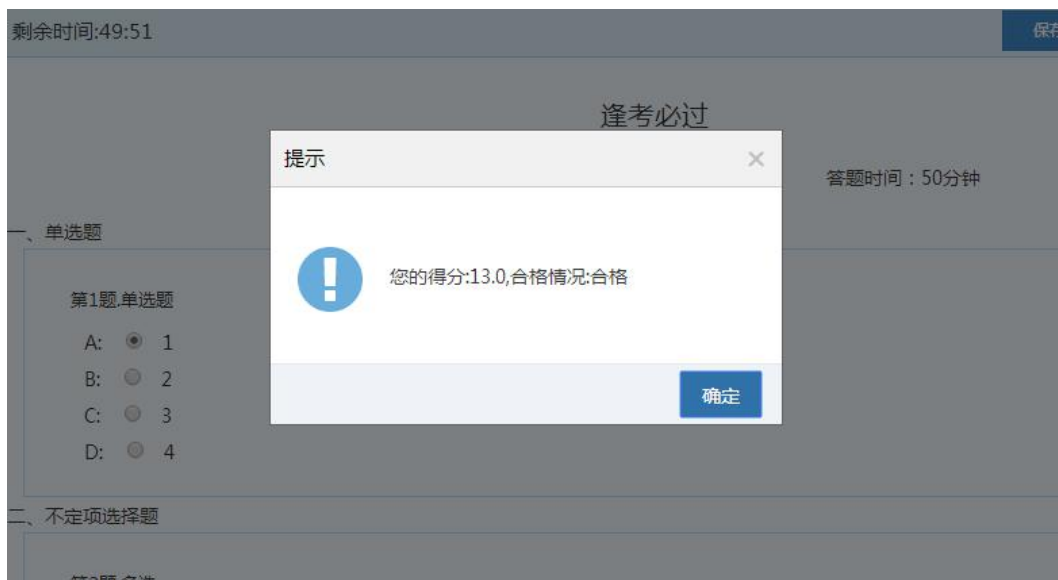 剩余时间:49:51
保存
逢考必过
提示
×
答题时间：50分钟
一、单选题
您的得分:13.0,合格情况:合格
第1题.单选题
A: 1
B: 2
C: 3
D: 4
确定
二、不定项选择题